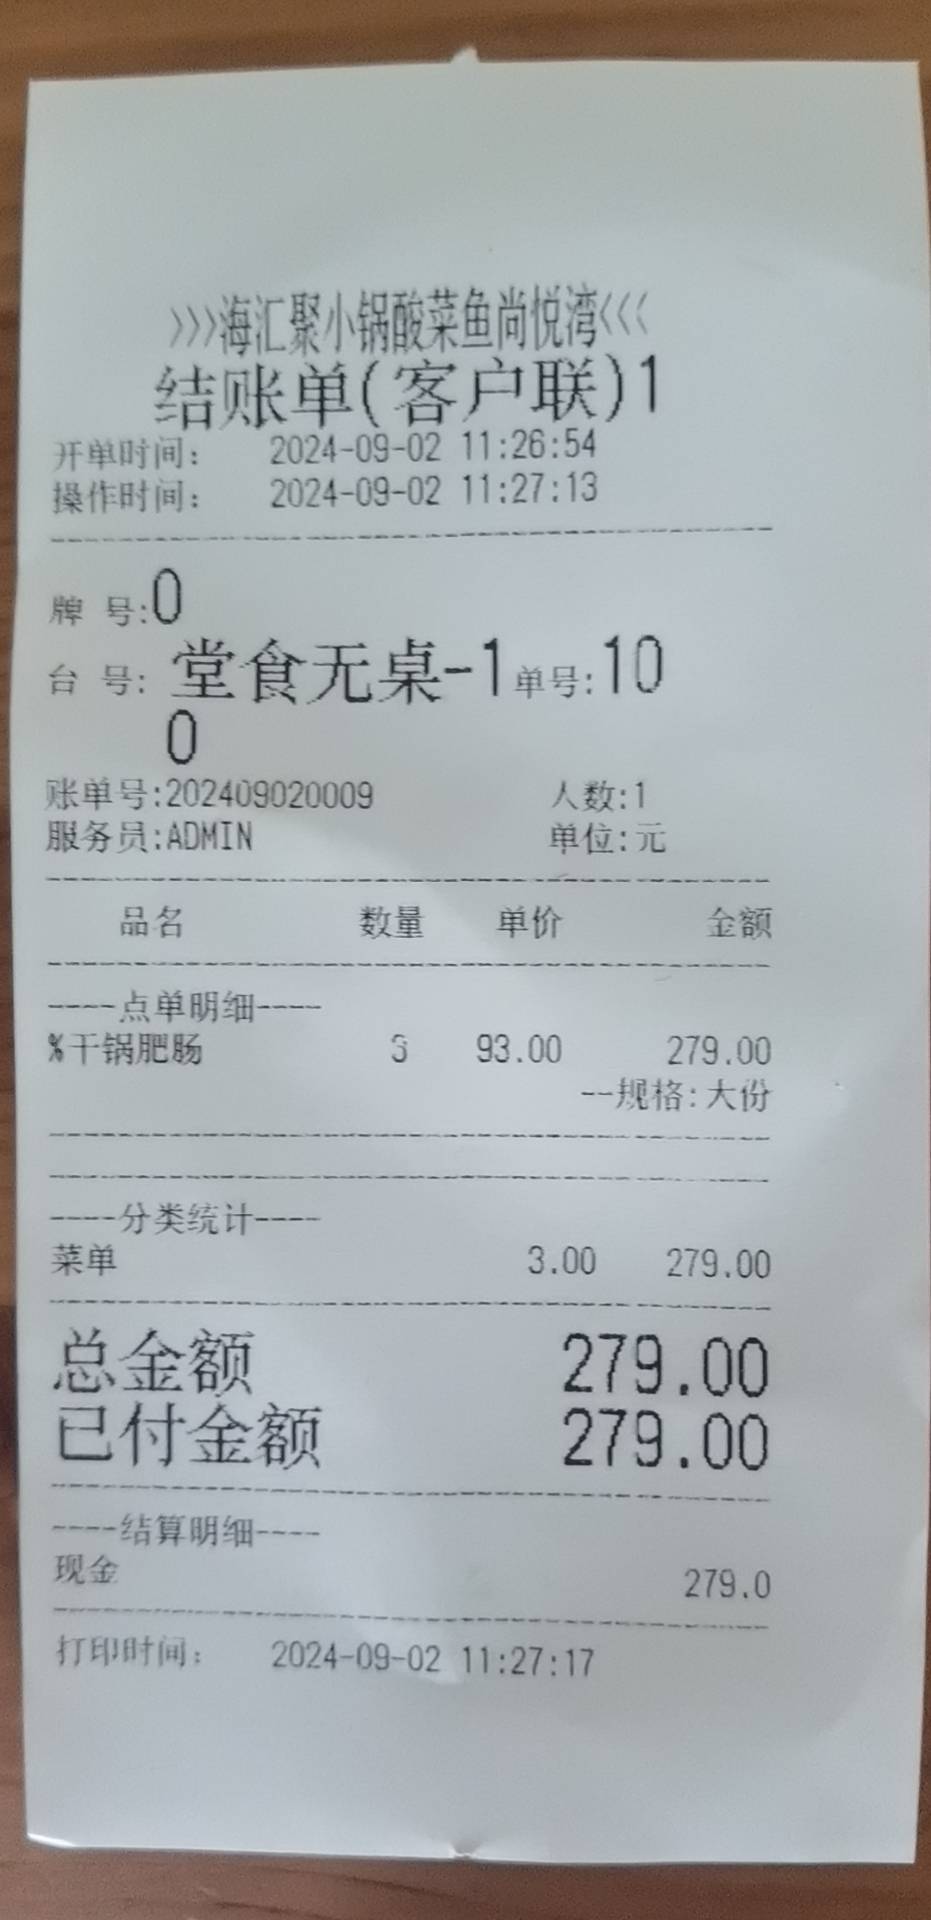 >>>海汇聚小锅酸菜鱼尚悦湾<<<
结账单(客户联)1
开单时间: 2024-09-02 11:26:54
操作时间: 2024-09-02 11:27:13
牌 号:0
台 号: 堂食无桌-1 单号:10
0
账单号:202409020009 人数:1
服务员:ADMIN 单位:元
品名 数量 单价 金额
----点单明细----
%干锅肥肠 3 93.00 279.00
--规格:大份
----分类统计----
菜单 3.00 279.00
总金额 279.00
已付金额 279.00
----结算明细----
现金 279.0
打印时间: 2024-09-02 11:27:17